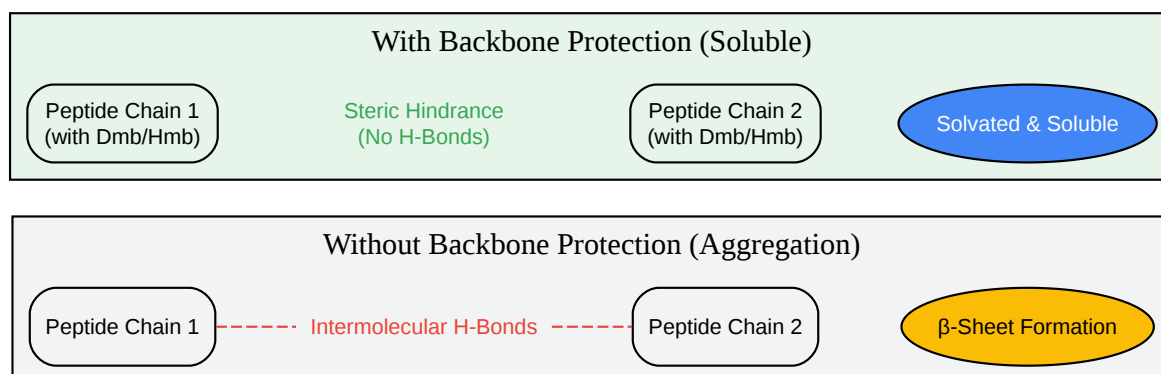 With Backbone Protection (Soluble)
Peptide Chain 1
(with Dmb/Hmb)
Steric Hindrance
(No H-Bonds)
Peptide Chain 2
(with Dmb/Hmb)
Solvated & Soluble
Without Backbone Protection (Aggregation)
Peptide Chain 1
Intermolecular H-Bonds
Peptide Chain 2
β-Sheet Formation